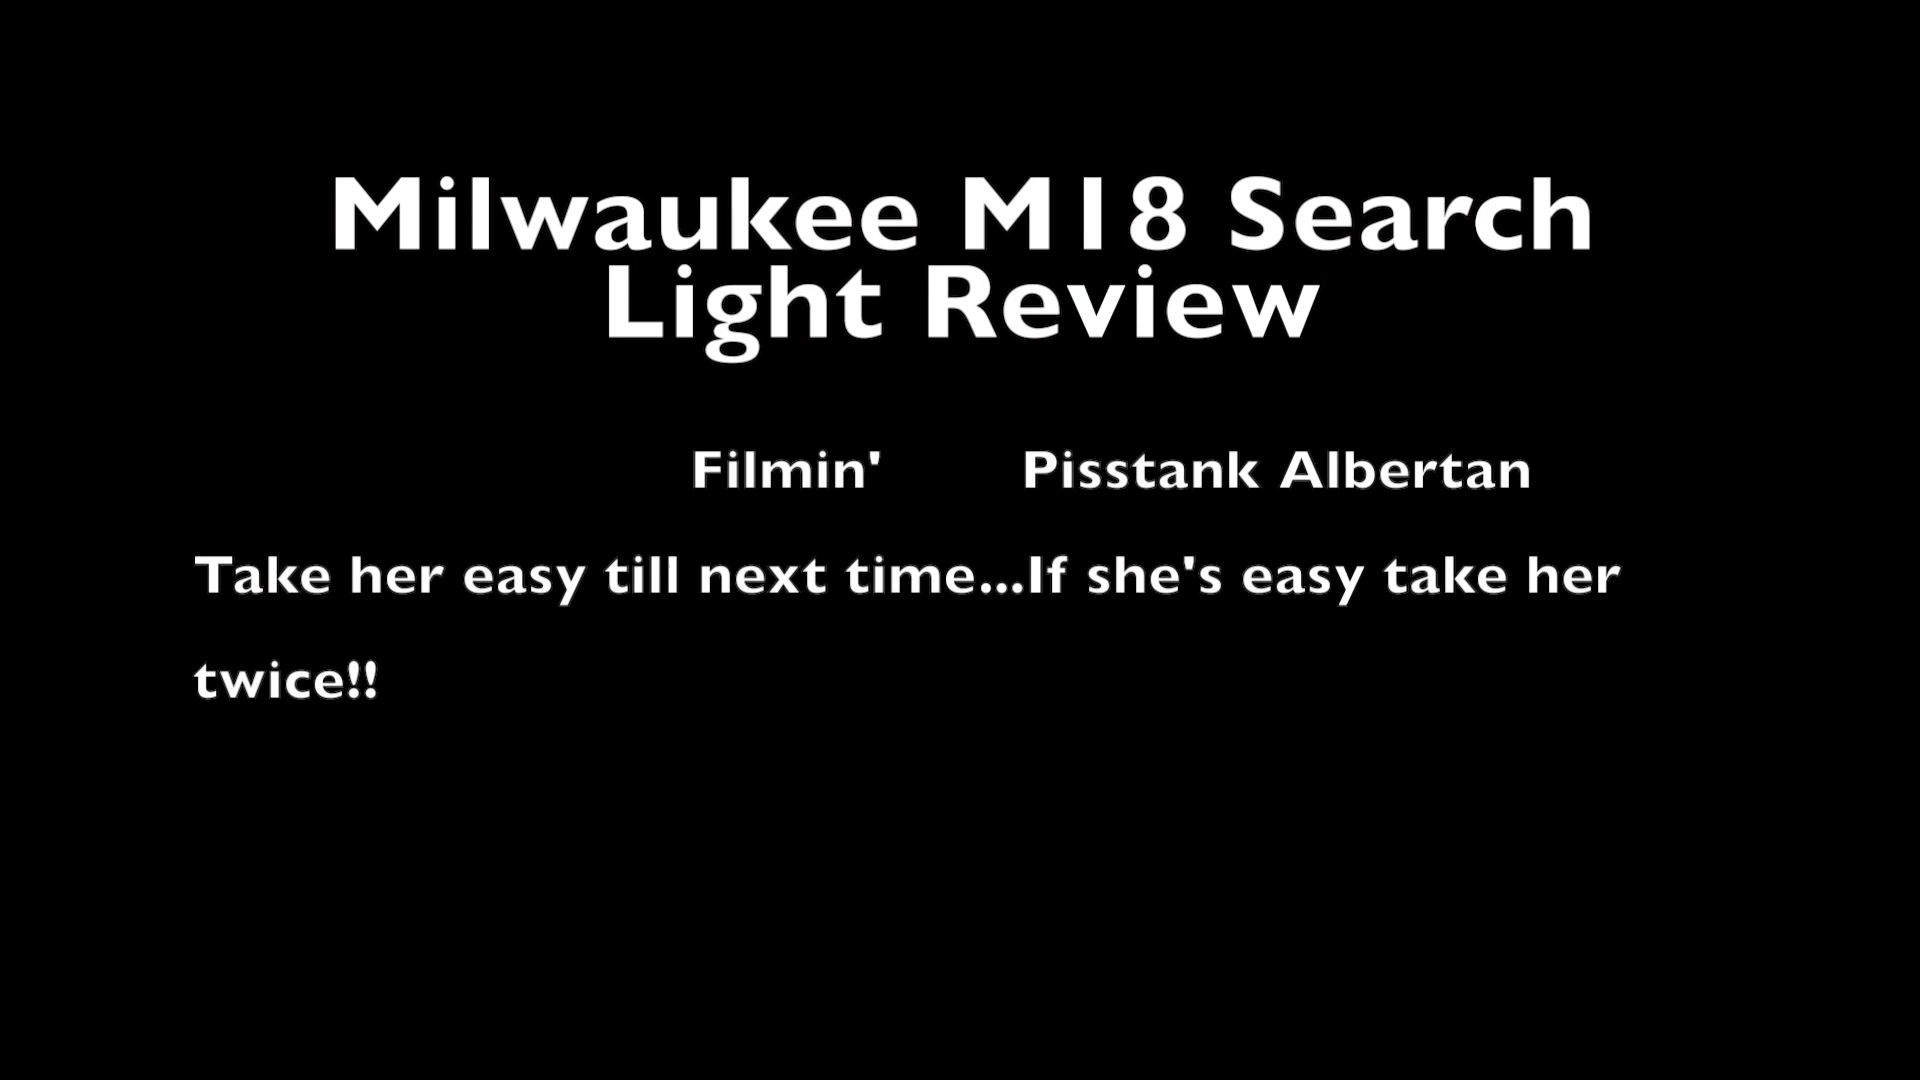 Milwaukee M18 Search
Light Review
Filmin' Pisstank Albertan
Take her easy till next time...If she's easy take her
twice!!